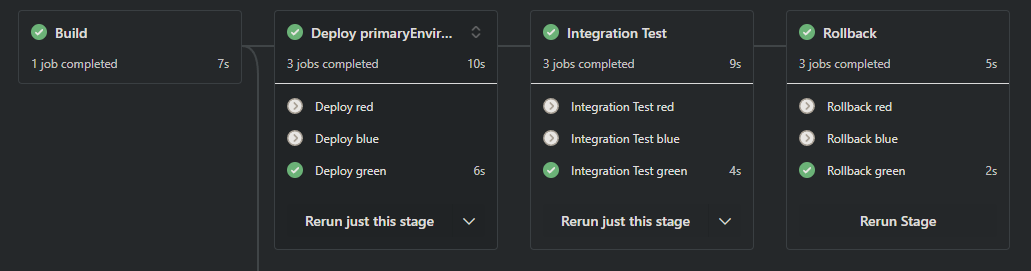 Build
1 job completed 7s
Deploy primaryEnvir...
3 jobs completed 10s
Deploy red
Deploy blue
Deploy green 6s
Rerun just this stage
Integration Test
3 jobs completed 9s
Integration Test red
Integration Test blue
Integration Test green 4s
Rerun just this stage
Rollback
3 jobs completed 5s
Rollback red
Rollback blue
Rollback green 2s
Rerun Stage